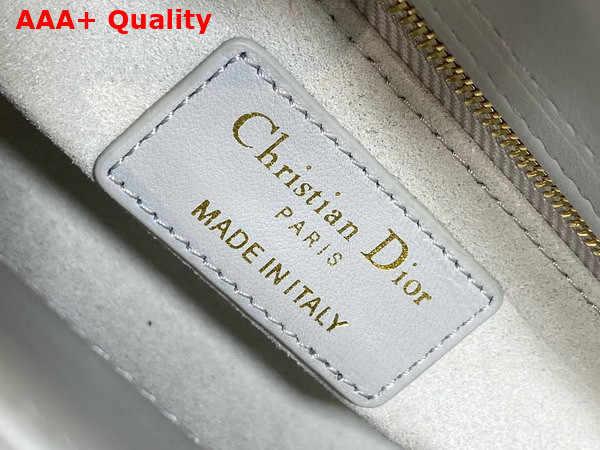 AAA+ Quality
Christian Dior
PARIS
MADE IN ITALY